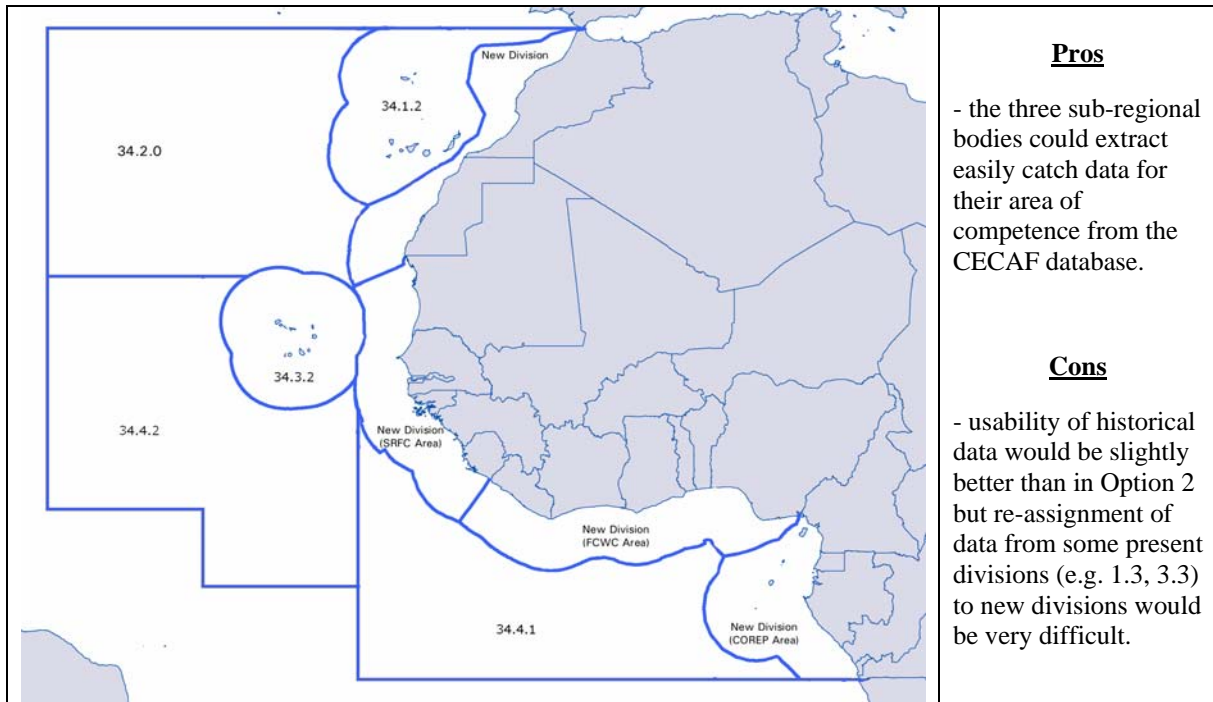 New Division
34.1.2
34.2.0
34.3.2
34.4.2
New Division
(SRFC Area)
New Division
(FCWC Area)
34.4.1
New Division
(COREP Area)
Pros
- the three sub-regional
bodies could extract
easily catch data for
their area of
competence from the
CECAF database.
Cons
- usability of historical
data would be slightly
better than in Option 2
but re-assignment of
data from some present
divisions (e.g. 1.3, 3.3)
to new divisions would
be very difficult.